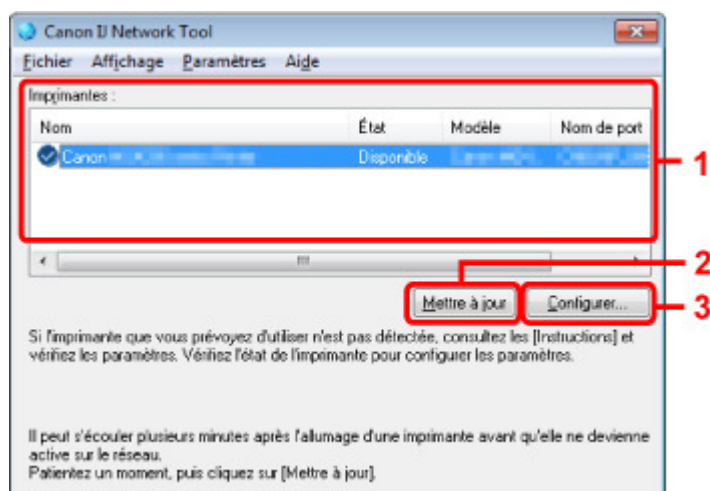 Canon IJ Network Tool
Fichier Affichage Paramètres Aide
Imprimantes :
Nom État Modèle Nom de port
Canon Disponible
1
2
Mettre à jour Configurer...
3
Si l'imprimante que vous prévoyez d'utiliser n'est pas détectée, consultez les [Instructions] et
vérifiez les paramètres. Vérifiez l'état de l'imprimante pour configurer les paramètres.
Il peut s'écouler plusieurs minutes après l'allumage d'une imprimante avant qu'elle ne devienne
active sur le réseau.
Patientez un moment, puis cliquez sur [Mettre à jour].